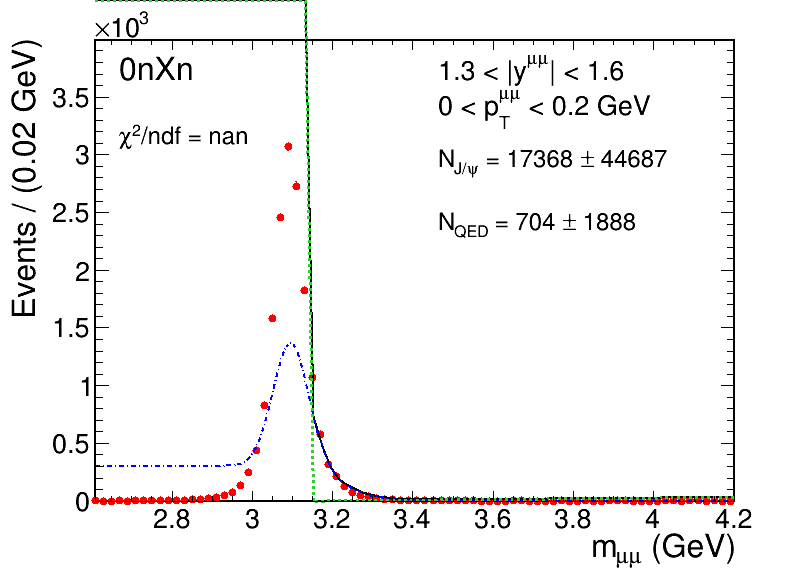 ×10³
0nXn
1.3 < |y^μμ| < 1.6
0 < p_T^μμ < 0.2 GeV
χ²/ndf = nan
N_J/ψ = 17368 ± 44687
N_QED = 704 ± 1888
Events / (0.02 GeV)
3.5
3
2.5
2
1.5
1
0.5
0
2.8 3 3.2 3.4 3.6 3.8 4 4.2
m_μμ (GeV)